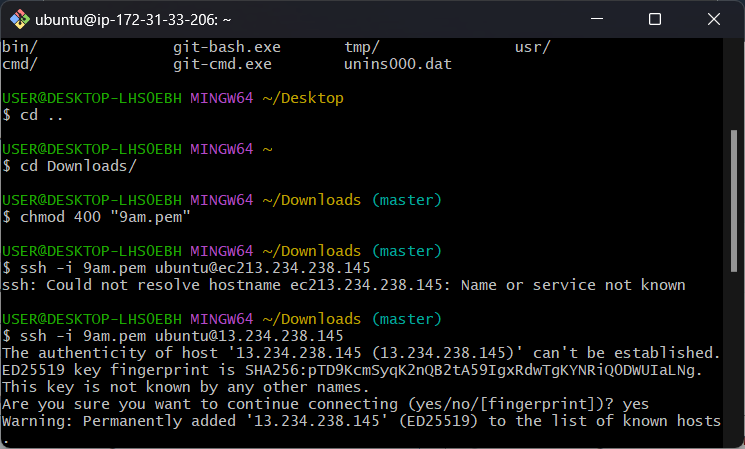 ubuntu@ip-172-31-33-206: ~
bin/ git-bash.exe tmp/ usr/
cmd/ git-cmd.exe unins000.dat
USER@DESKTOP-LHSOEBH MINGW64 ~/Desktop
$ cd ..
USER@DESKTOP-LHSOEBH MINGW64 ~
$ cd Downloads/
USER@DESKTOP-LHSOEBH MINGW64 ~/Downloads (master)
$ chmod 400 "9am.pem"
USER@DESKTOP-LHSOEBH MINGW64 ~/Downloads (master)
$ ssh -i 9am.pem ubuntu@ec213.234.238.145
ssh: Could not resolve hostname ec213.234.238.145: Name or service not known
USER@DESKTOP-LHSOEBH MINGW64 ~/Downloads (master)
$ ssh -i 9am.pem ubuntu@13.234.238.145
The authenticity of host '13.234.238.145 (13.234.238.145)' can't be established.
ED25519 key fingerprint is SHA256:pTD9KcmSyqK2nQB2tA59IgxRdwTgKYNRiQODWUIaLNg.
This key is not known by any other names.
Are you sure you want to continue connecting (yes/no/[fingerprint])? yes
Warning: Permanently added '13.234.238.145' (ED25519) to the list of known hosts
.